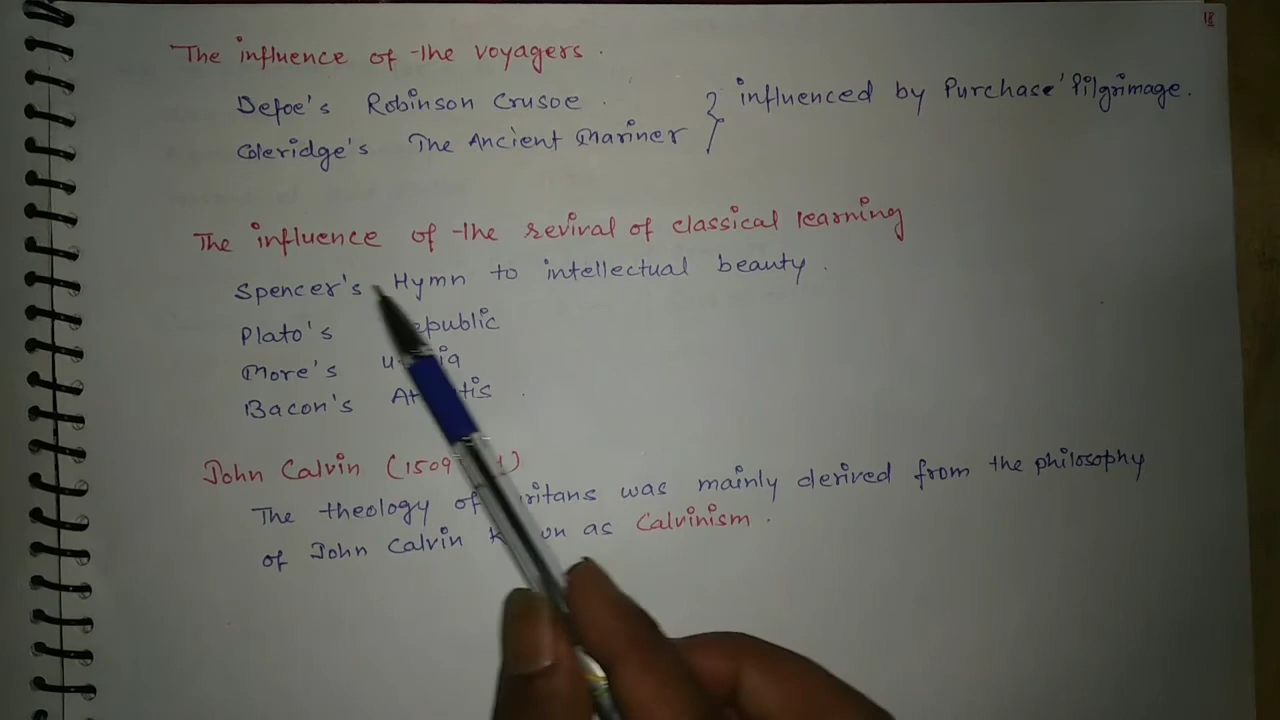 18
The influence of the voyagers.
Defoe's Robinson Crusoe.
Coleridge's The Ancient Mariner } influenced by Purchase' Pilgrimage.
The influence of the revival of classical learning
Spencer's Hymn to intellectual beauty.
Plato's
More's
Bacon's
John Calvin (1509
The theology of was mainly derived from the philosophy
of John Calvin as Calvinism.